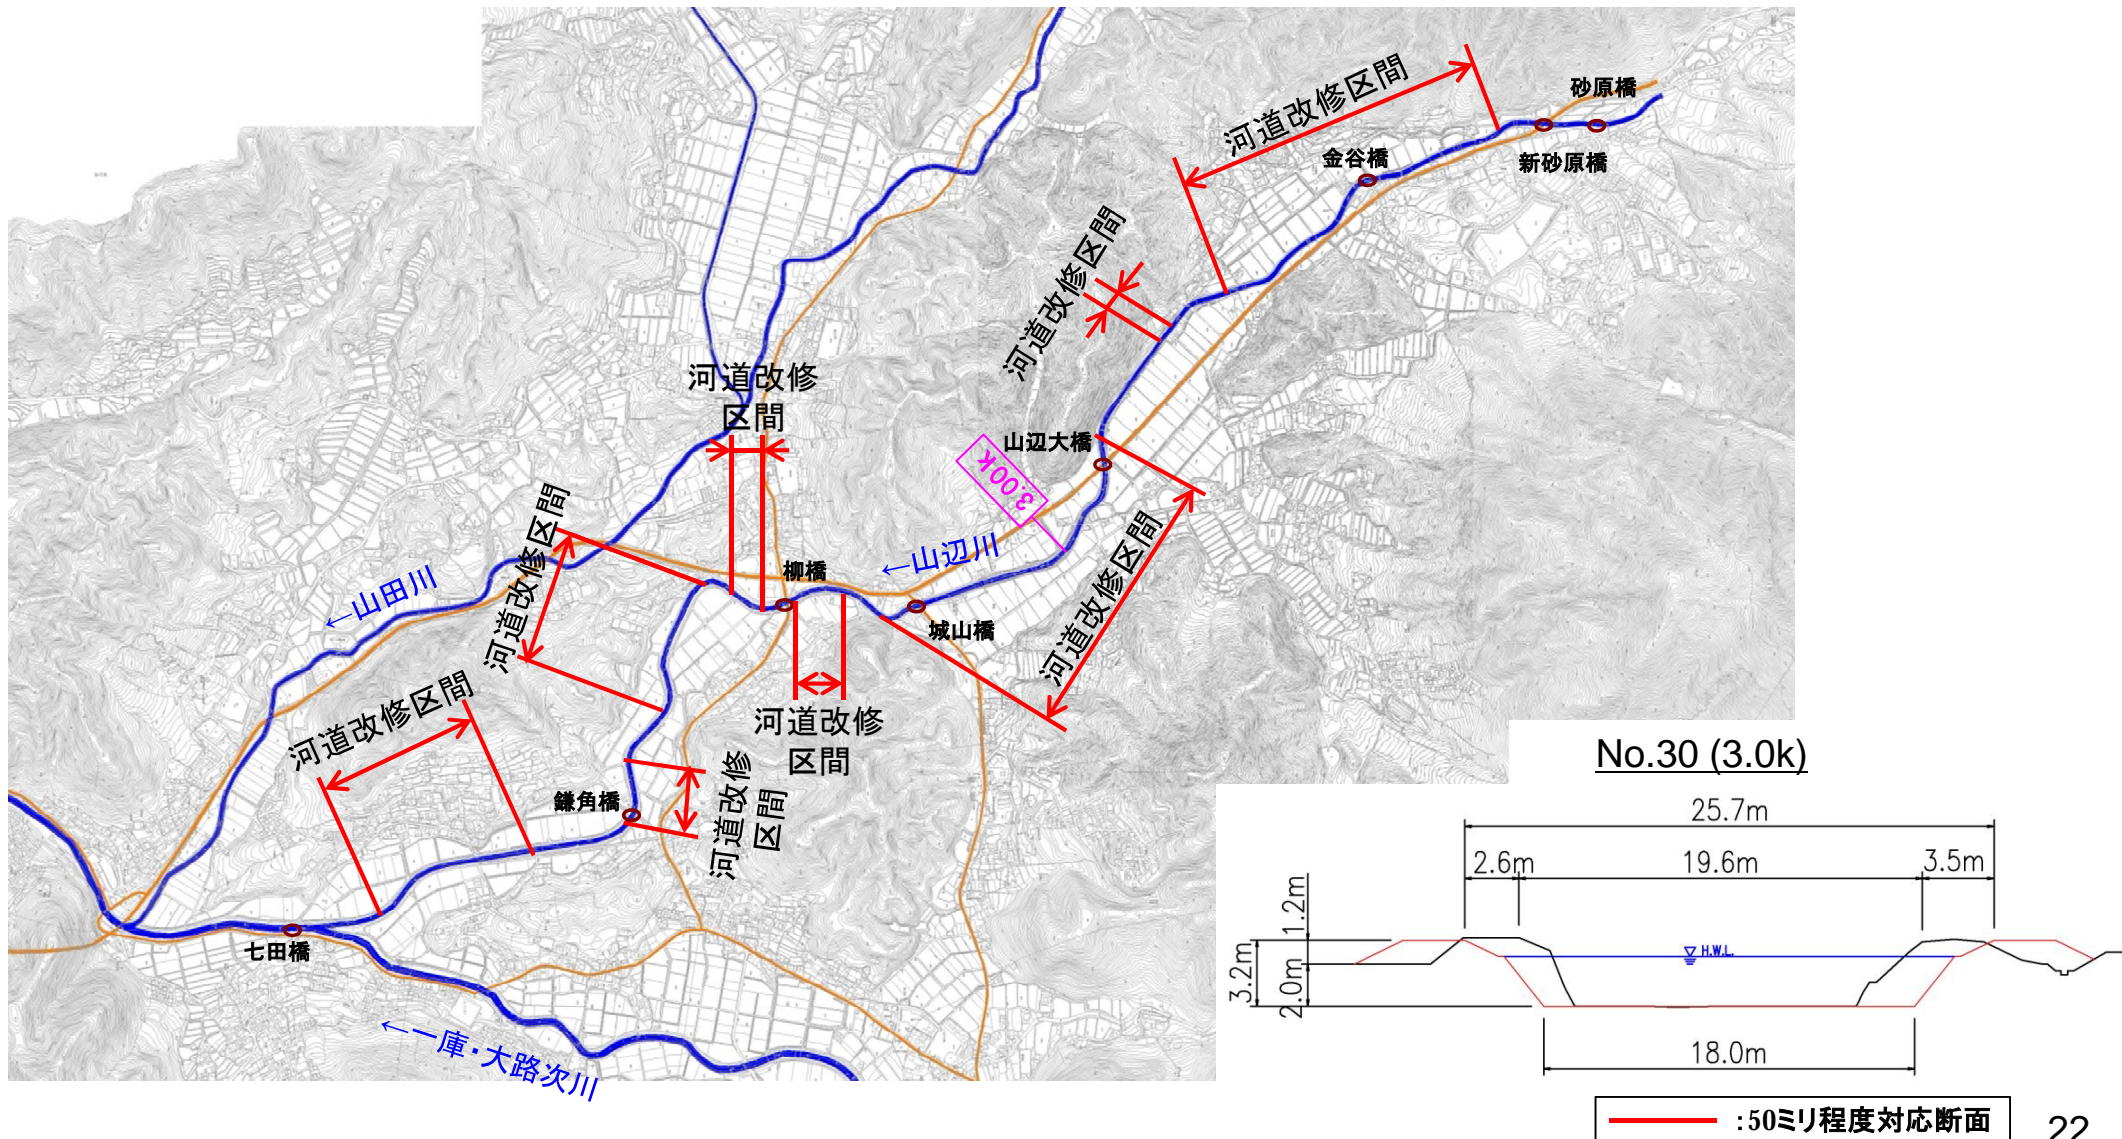 河道改修区間
砂原橋
金谷橋
新砂原橋
河道改修区間
河道改修
区間
山辺大橋
3.00k
河道改修区間
←山辺川
柳橋
←山田川
城山橋
河道改修区間
河道改修区間
河道改修
区間
河道改修
区間
鎌角橋
七田橋
←一庫・大路次川
No.30 (3.0k)
25.7m
2.6m
19.6m
3.5m
1.2m
3.2m
2.0m
H.W.L.
18.0m
:50ミリ程度対応断面
22